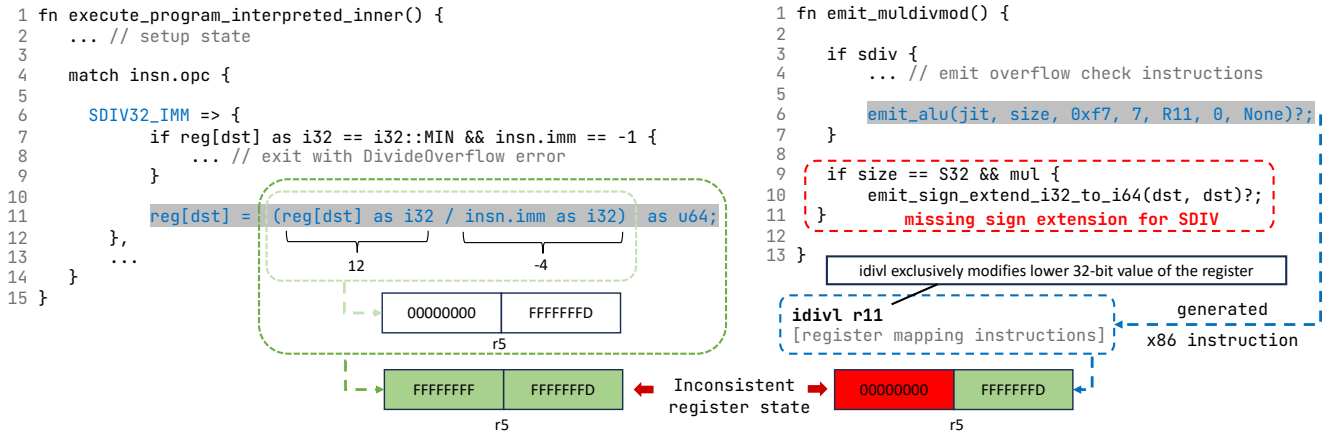 1 fn execute_program_interpreted_inner() {
2 ... // setup state
3
4 match insn.opc {
5
6 SDIV32_IMM => {
7 if reg[dst] as i32 == i32::MIN && insn.imm == -1 {
8 ... // exit with DivideOverflow error
9 }
10
11 reg[dst] = (reg[dst] as i32 / insn.imm as i32) as u64;
12 },
13 ...
14 }
15 }
12
-4
00000000 FFFFFFFD
r5
FFFFFFFF FFFFFFFD
r5
Inconsistent
register state
1 fn emit_muldivmod() {
2
3 if sdiv {
4 ... // emit overflow check instructions
5
6 emit_alu(jit, size, 0xf7, 7, R11, 0, None)?;
7 }
8
9 if size == S32 && mul {
10 emit_sign_extend_i32_to_i64(dst, dst)?;
11 }
missing sign extension for SDIV
12
13 }
idivl exclusively modifies lower 32-bit value of the register
idivl r11
[register mapping instructions]
generated
x86 instruction
00000000 FFFFFFFD
r5